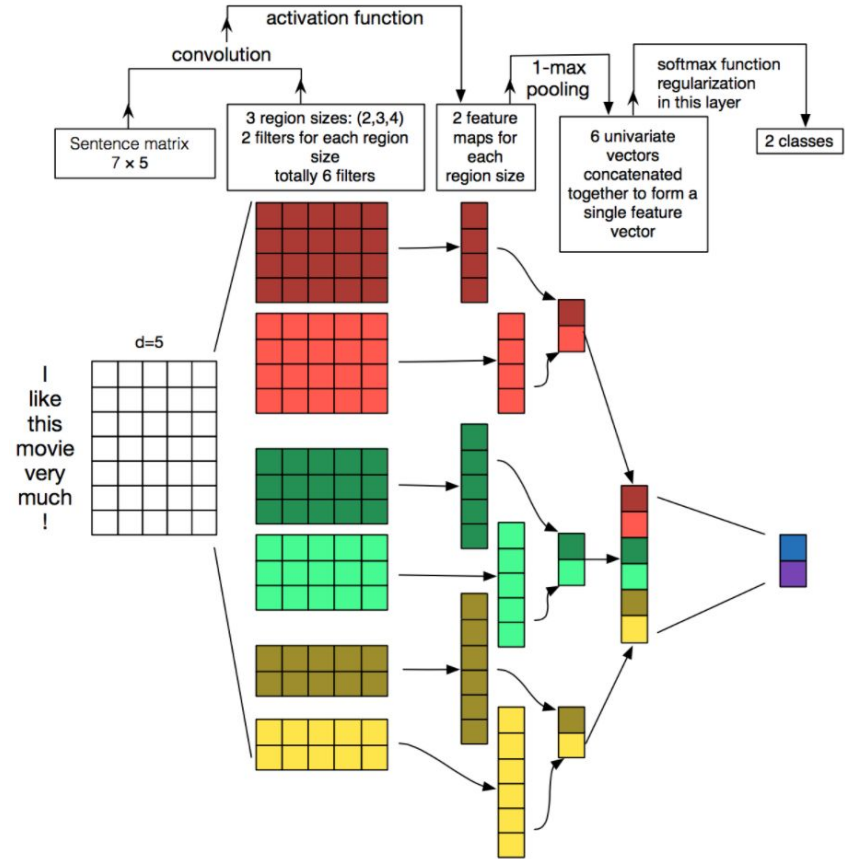 activation function
convolution
1-max
pooling
softmax function
regularization
in this layer
Sentence matrix
7 × 5
3 region sizes: (2,3,4)
2 filters for each region
size
totally 6 filters
2 feature
maps for
each
region size
6 univariate
vectors
concatenated
together to form a
single feature
vector
2 classes
d=5
I
like
this
movie
very
much
!